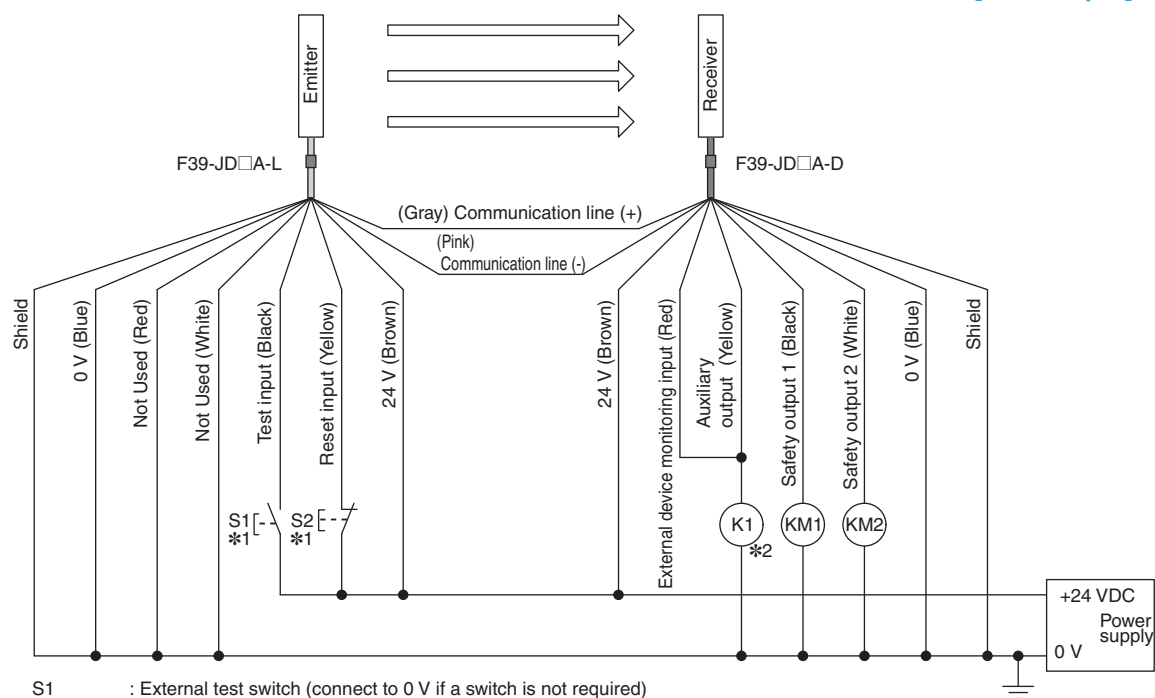 Emitter
Receiver
F39-JD□A-L
F39-JD□A-D
(Gray) Communication line (+)
(Pink)
Communication line (-)
Shield
0 V (Blue)
Not Used (Red)
Not Used (White)
Test input (Black)
Reset input (Yellow)
24 V (Brown)
24 V (Brown)
External device monitoring input (Red)
Auxiliary
output (Yellow)
Safety output 1 (Black)
Safety output 2 (White)
0 V (Blue)
Shield
S1
*1
S2
*1
K1
*2
KM1
KM2
+24 VDC
Power
supply
0 V
S1 : External test switch (connect to 0 V if a switch is not required)